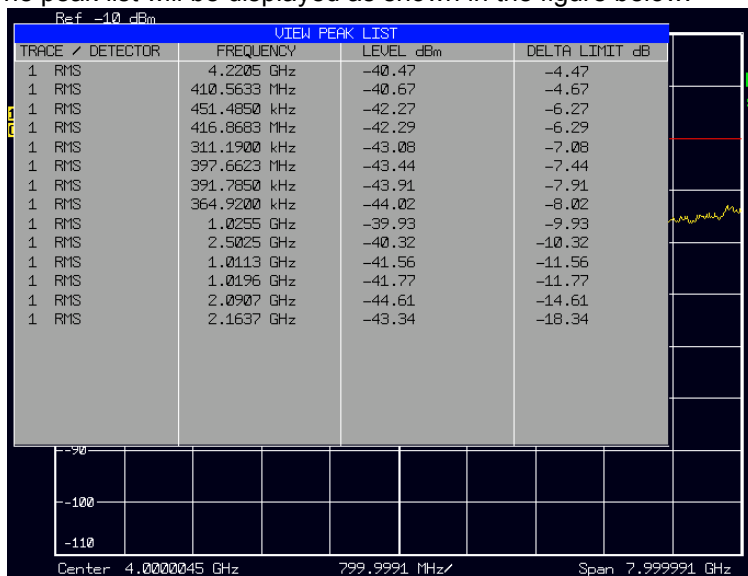 Ref -10 dBm
VIEW PEAK LIST
TRACE / DETECTOR FREQUENCY LEVEL dBm DELTA LIMIT dB
1 RMS 4.2205 GHz -40.47 -4.47
1 RMS 410.5633 MHz -40.67 -4.67
1 RMS 451.4850 kHz -42.27 -6.27
1 RMS 416.8683 MHz -42.29 -6.29
1 RMS 311.1900 kHz -43.08 -7.08
1 RMS 397.6623 MHz -43.44 -7.44
1 RMS 391.7850 kHz -43.91 -7.91
1 RMS 364.9200 kHz -44.02 -8.02
1 RMS 1.0255 GHz -39.93 -9.93
1 RMS 2.5025 GHz -40.32 -10.32
1 RMS 1.0113 GHz -41.56 -11.56
1 RMS 1.0196 GHz -41.77 -11.77
1 RMS 2.0907 GHz -44.61 -14.61
1 RMS 2.1637 GHz -43.34 -18.34
-90
-100
-110
Center 4.0000045 GHz 799.9991 MHz/ Span 7.999991 GHz